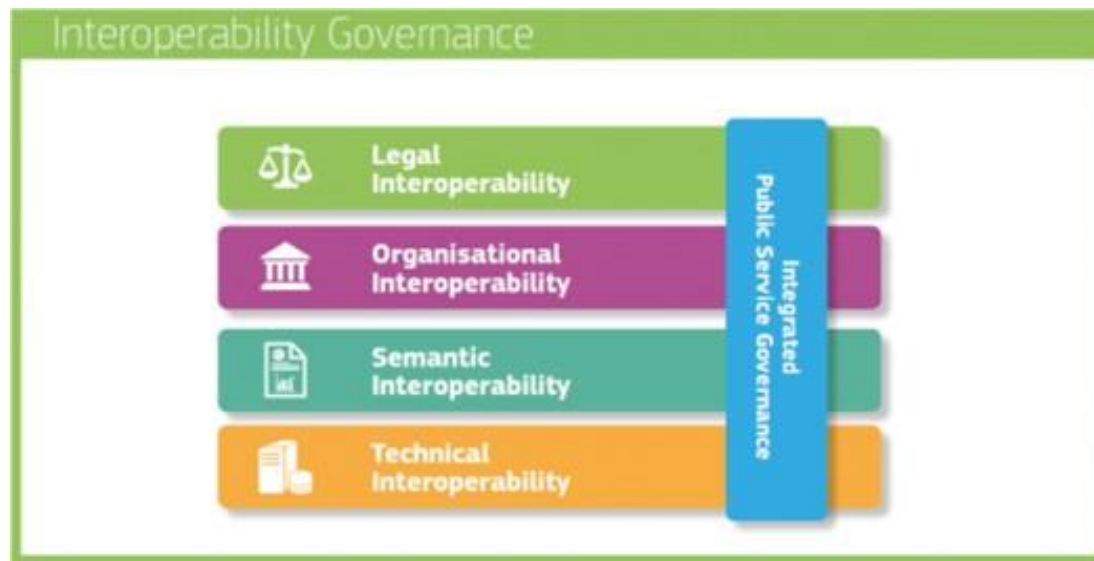 Interoperability Governance
Legal
Interoperability
Organisational
Interoperability
Semantic
Interoperability
Technical
Interoperability
Integrated
Public Service Governance